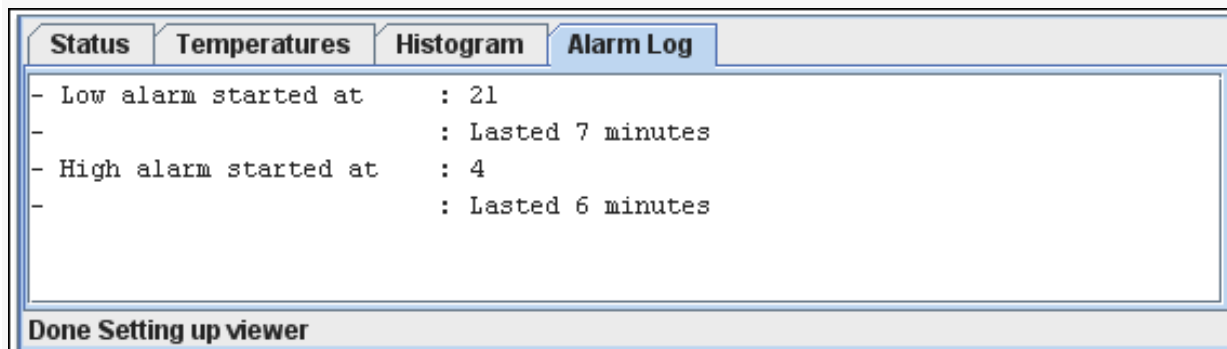 Status Temperatures Histogram Alarm Log
- Low alarm started at : 21
- : Lasted 7 minutes
- High alarm started at : 4
- : Lasted 6 minutes
Done Setting up viewer